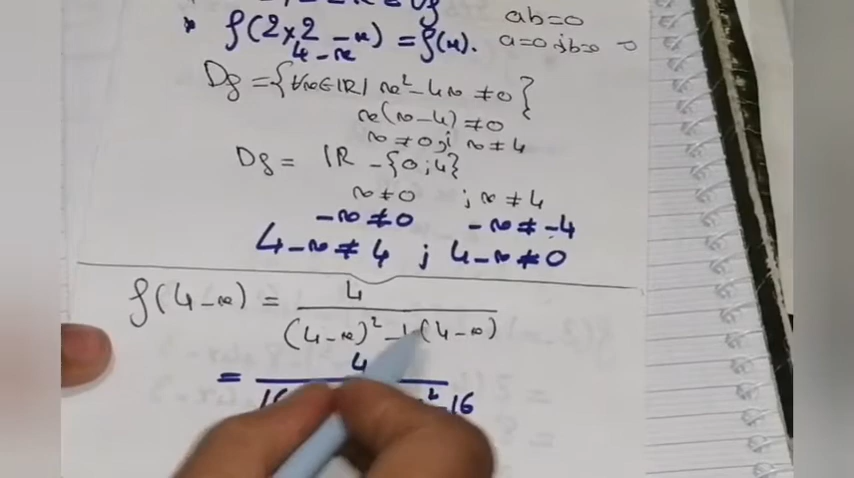 ab=0
* f(2×2-x) = f(x). a=0 ; b=0
4-x
Df = {∀x∈IR/ x²-4x ≠0}
x(x-4) ≠0
x ≠0 ; x ≠ 4
Df = IR -{0;4}
x ≠ 0 ; x ≠ 4
-x ≠ 0 -x ≠ -4
4-x ≠ 4 ; 4-x ≠ 0
f(4-x) = 4
(4-x)² - 4(4-x)
= 4
² -16